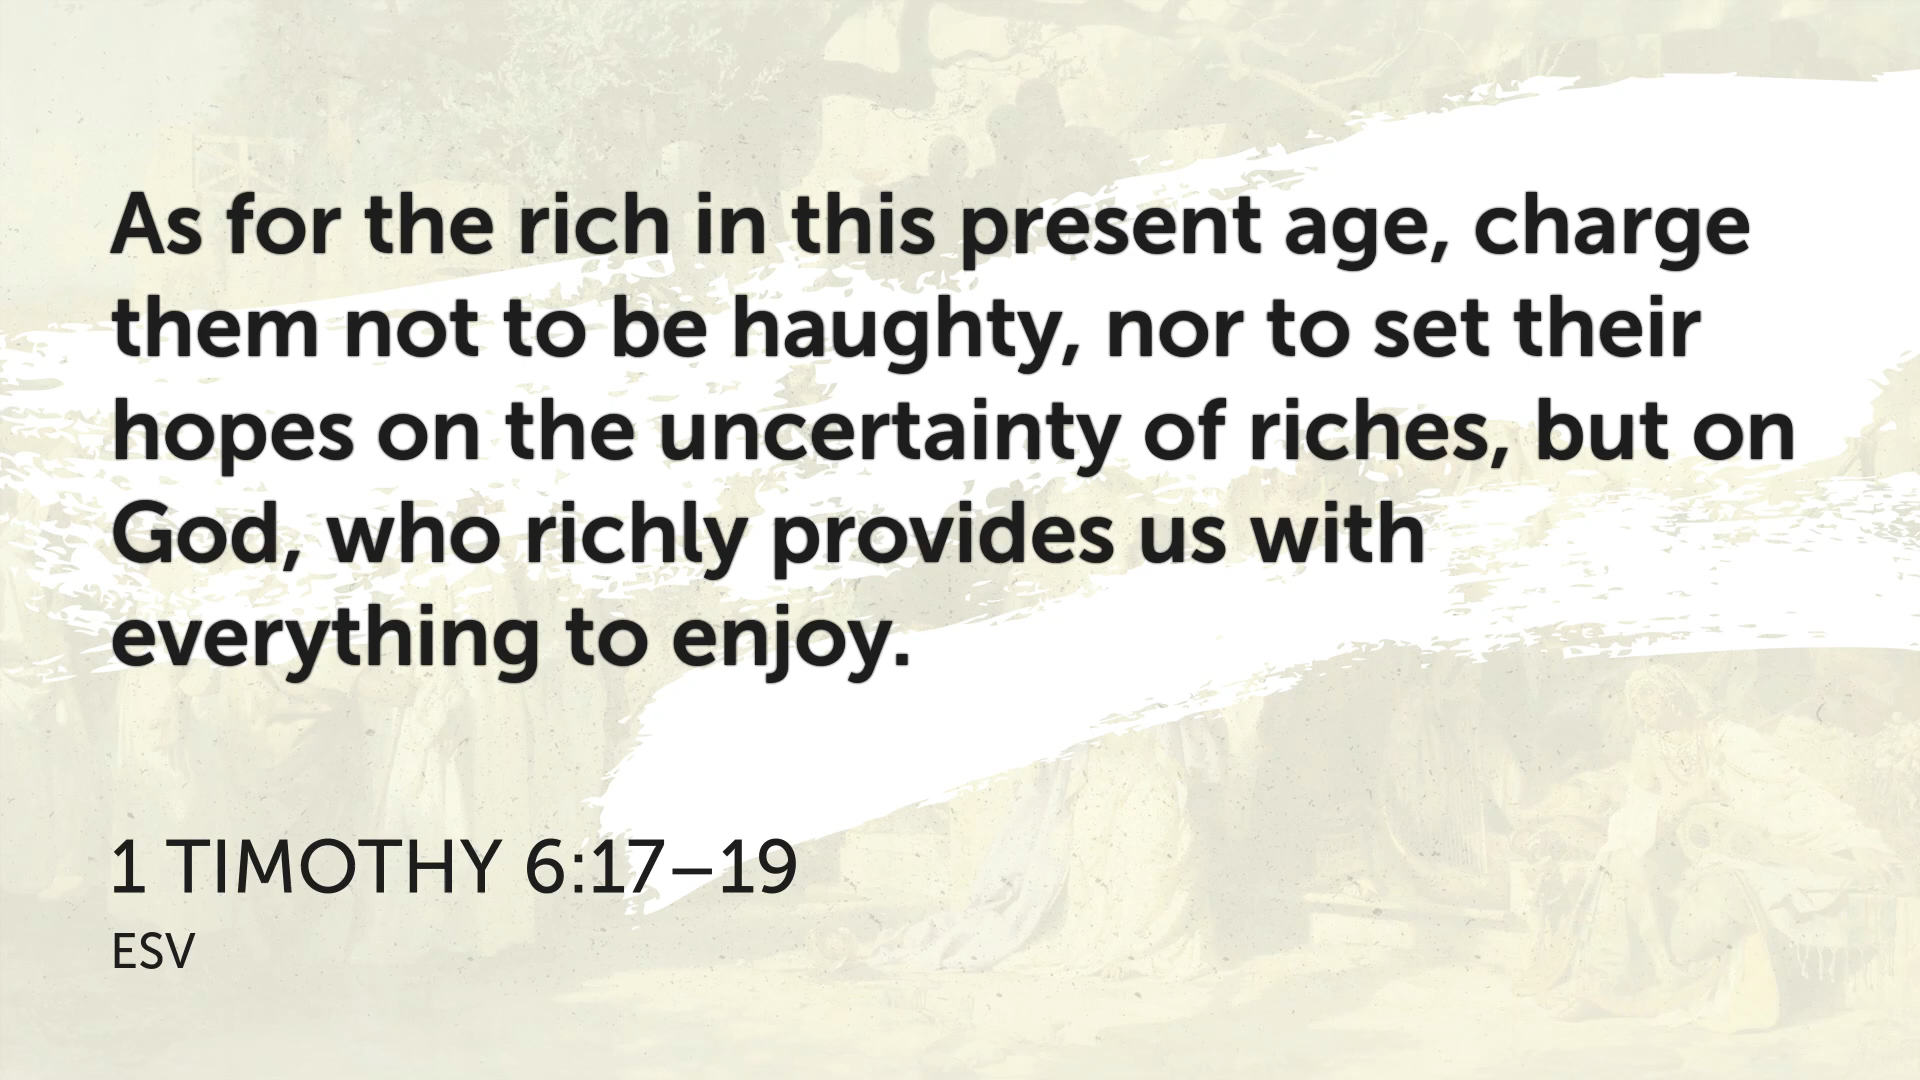 As for the rich in this present age, charge
them not to be haughty, nor to set their
hopes on the uncertainty of riches, but on
God, who richly provides us with
everything to enjoy.
1 TIMOTHY 6:17–19
ESV